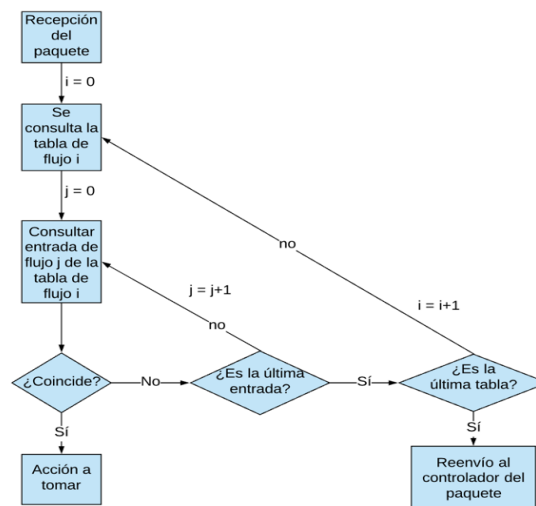 Recepción
del
paquete
i = 0
Se
consulta la
tabla de
flujo i
j = 0
Consultar
entrada de
flujo j de la
tabla de
flujo i
no
j = j+1
no
i = i+1
¿Coincide?
No
¿Es la última
entrada?
Sí
¿Es la
última tabla?
Sí
Acción a
tomar
Sí
Reenvío al
controlador del
paquete